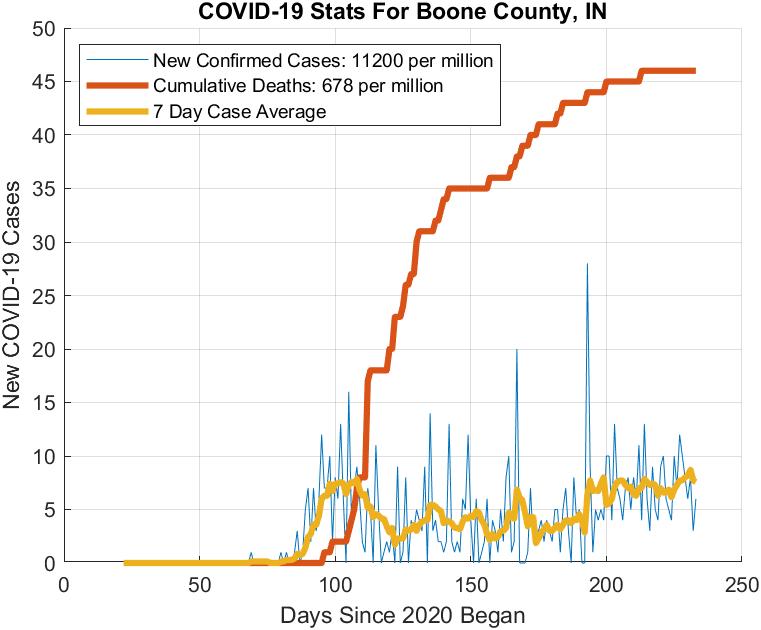 COVID-19 Stats For Boone County, IN
New Confirmed Cases: 11200 per million
Cumulative Deaths: 678 per million
7 Day Case Average
New COVID-19 Cases
50
45
40
35
30
25
20
15
10
5
0
0 50 100 150 200 250
Days Since 2020 Began